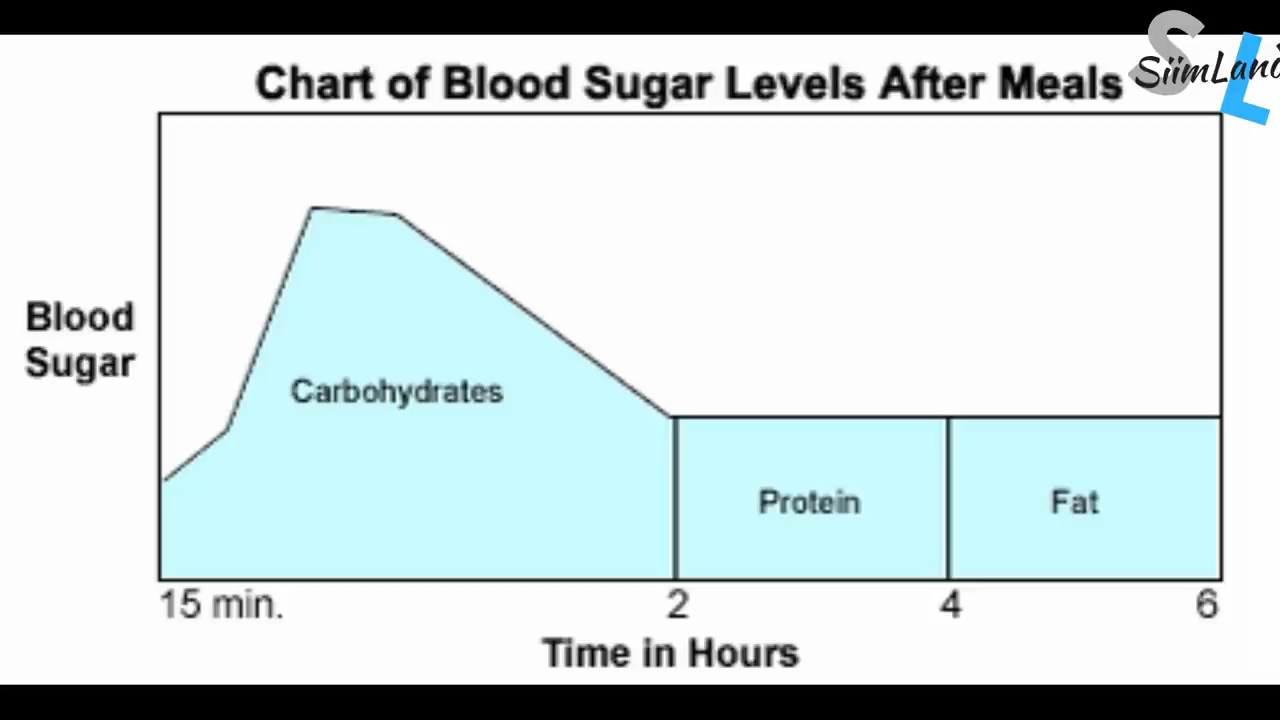 SiimLand
SL
Chart of Blood Sugar Levels After Meals
Blood
Sugar
Carbohydrates
Protein
Fat
15 min.
2
4
6
Time in Hours